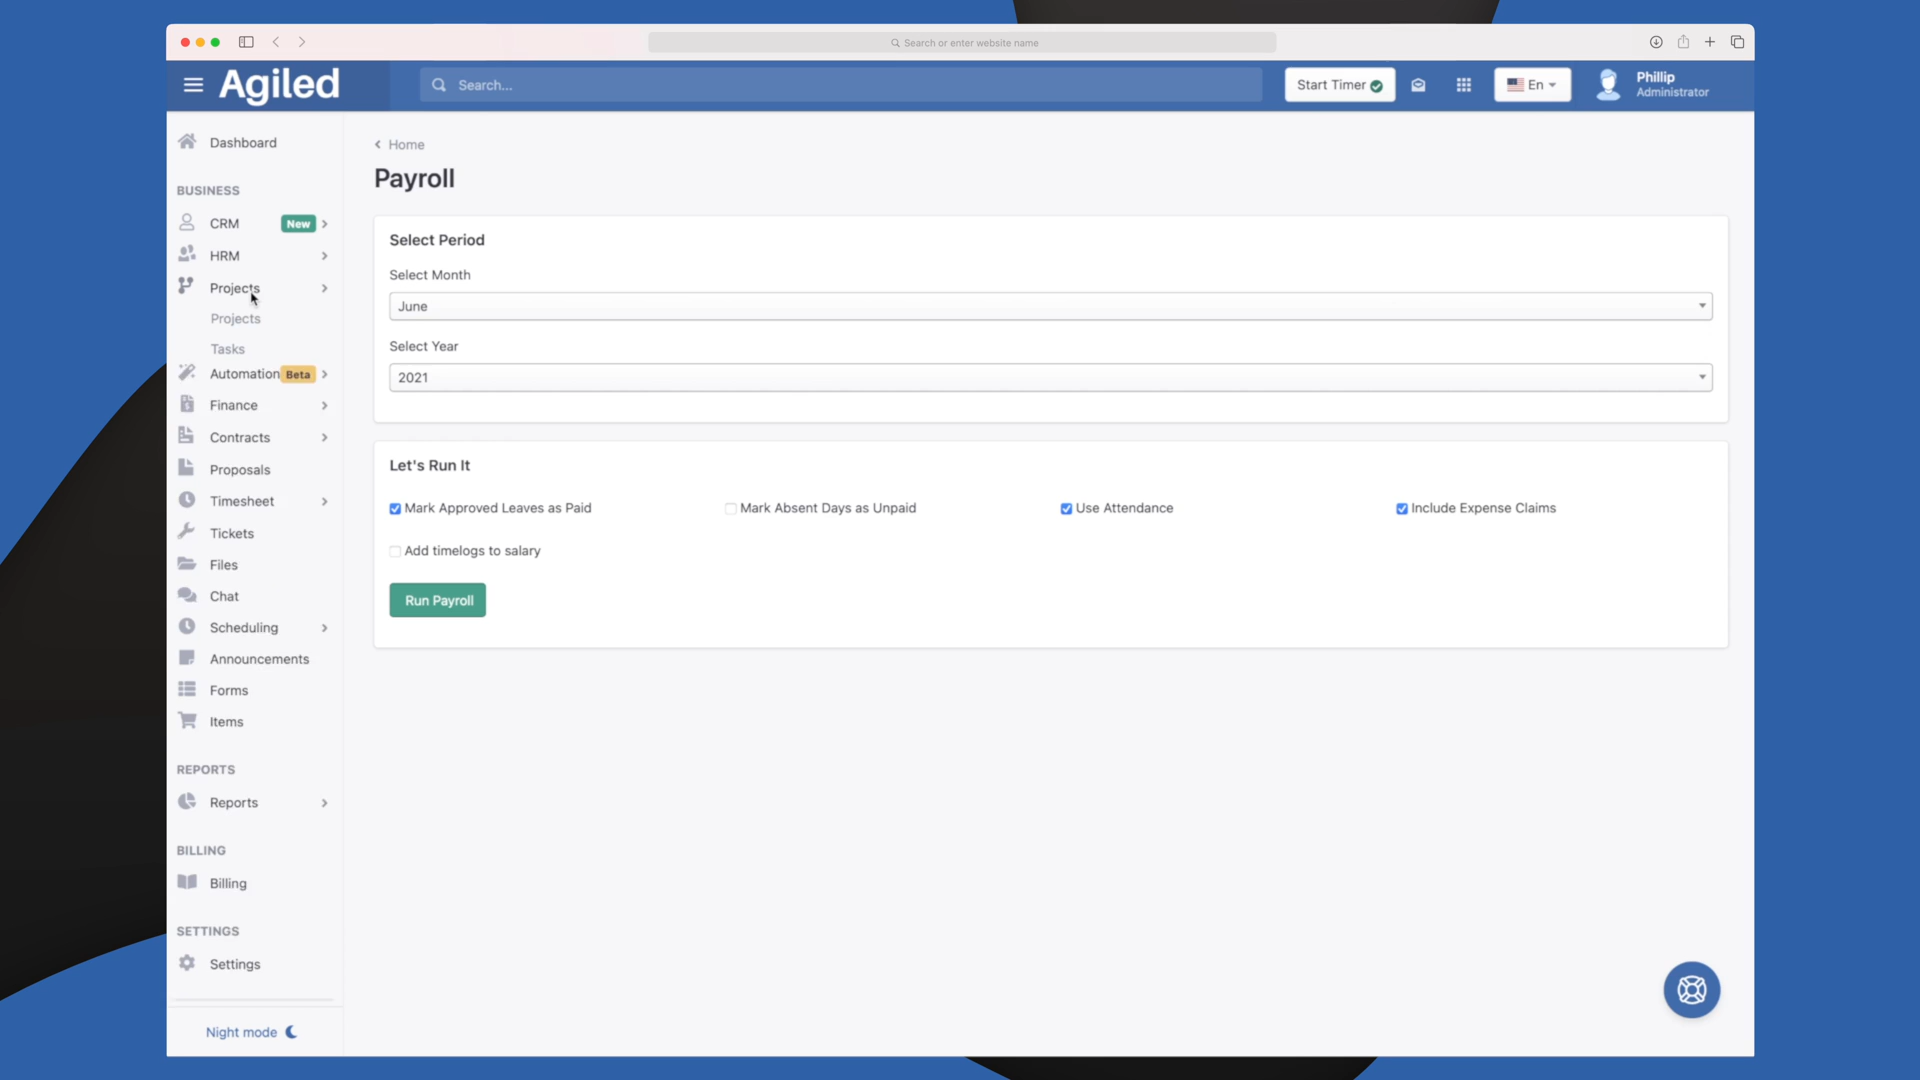 Search or enter website name
Agiled
Search...
Start Timer
En
Phillip
Administrator
Dashboard
BUSINESS
CRM New
HRM
Projects
Projects
Tasks
Automation Beta
Finance
Contracts
Proposals
Timesheet
Tickets
Files
Chat
Scheduling
Announcements
Forms
Items
REPORTS
Reports
BILLING
Billing
SETTINGS
Settings
Night mode
Home
Payroll
Select Period
Select Month
June
Select Year
2021
Let's Run It
Mark Approved Leaves as Paid
Mark Absent Days as Unpaid
Use Attendance
Include Expense Claims
Add timelogs to salary
Run Payroll